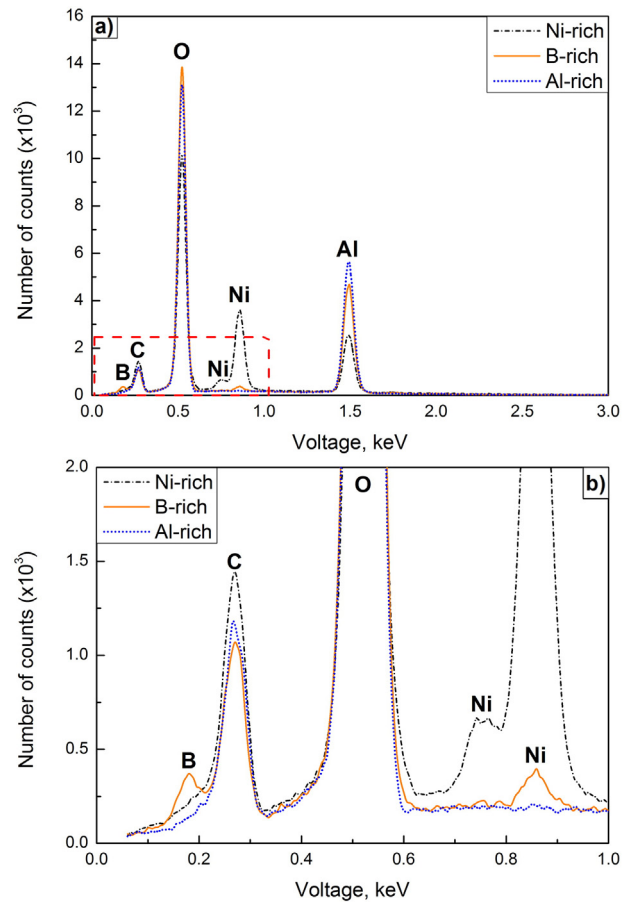 a)
Ni-rich
B-rich
Al-rich
O
Al
Ni
C
B
Ni
16
14
12
10
8
6
4
2
0
Number of counts (x10³)
0.0 0.5 1.0 1.5 2.0 2.5 3.0
Voltage, keV
b)
Ni-rich
B-rich
Al-rich
O
C
B
Ni
Ni
2.0
1.5
1.0
0.5
0.0
Number of counts (x10³)
0.0 0.2 0.4 0.6 0.8 1.0
Voltage, keV